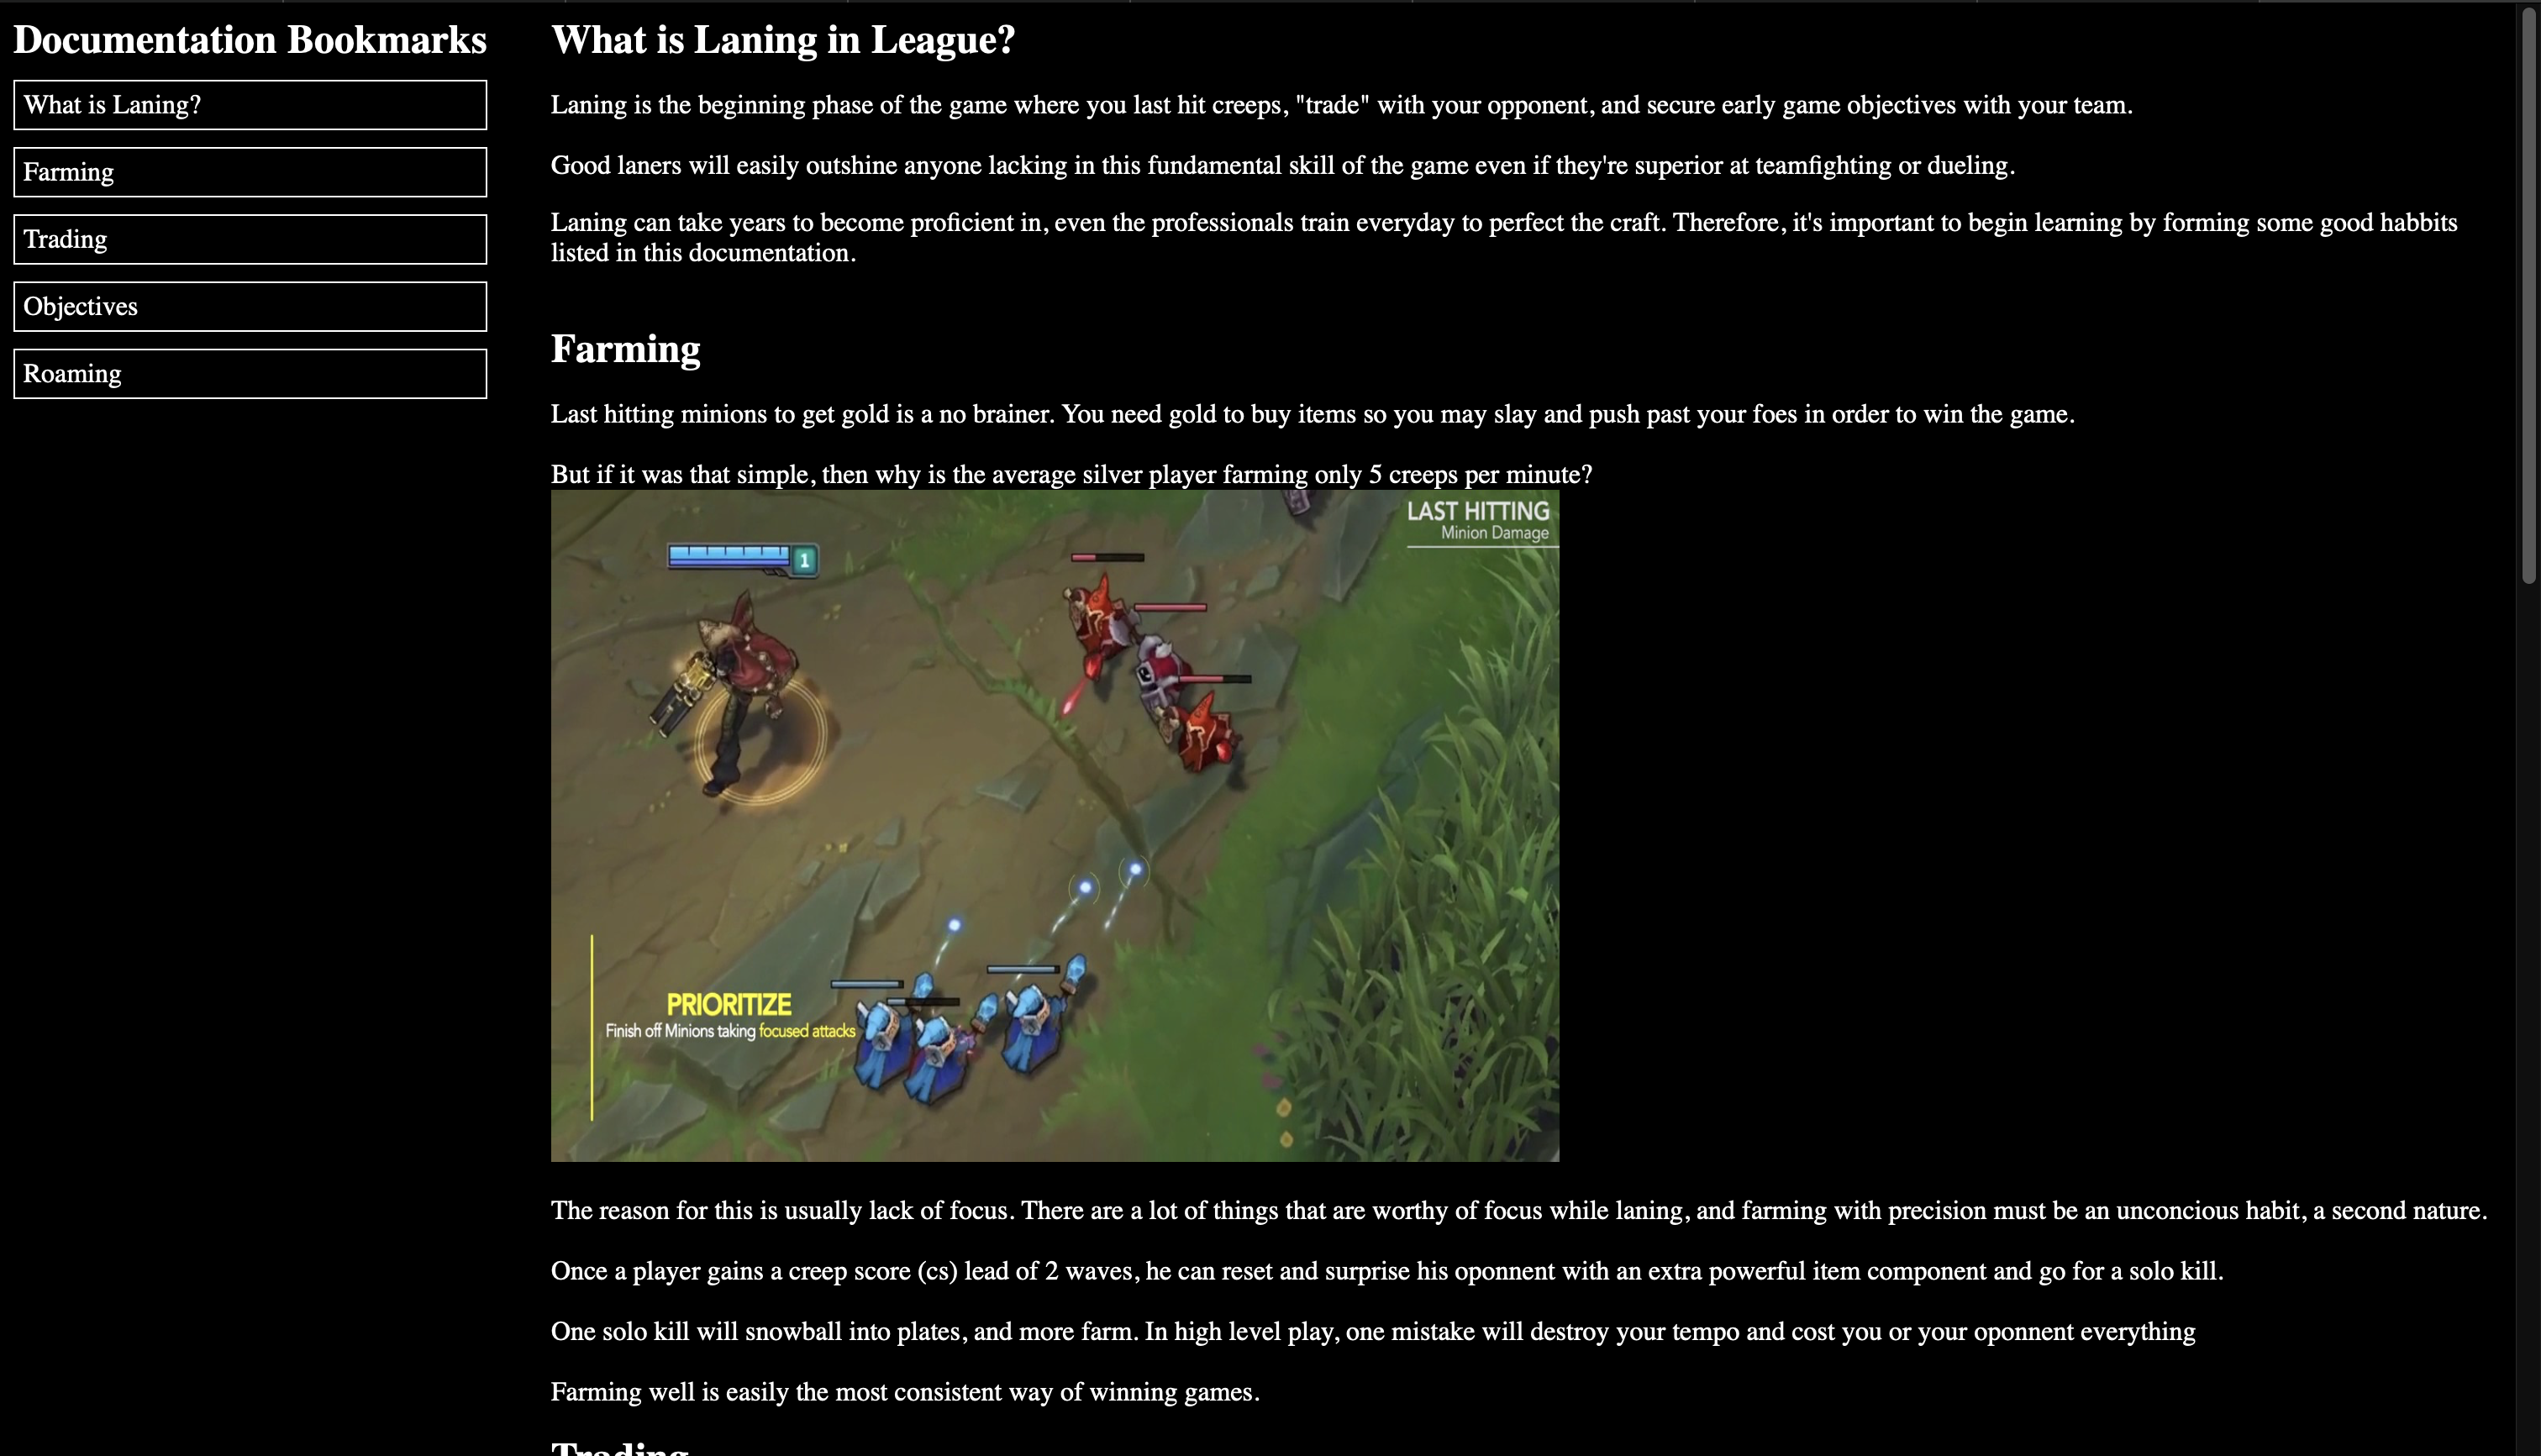 Documentation Bookmarks
What is Laning?
Farming
Trading
Objectives
Roaming
What is Laning in League?
Laning is the beginning phase of the game where you last hit creeps, "trade" with your opponent, and secure early game objectives with your team.
Good laners will easily outshine anyone lacking in this fundamental skill of the game even if they're superior at teamfighting or dueling.
Laning can take years to become proficient in, even the professionals train everyday to perfect the craft. Therefore, it's important to begin learning by forming some good habbits
listed in this documentation.
Farming
Last hitting minions to get gold is a no brainer. You need gold to buy items so you may slay and push past your foes in order to win the game.
But if it was that simple, then why is the average silver player farming only 5 creeps per minute?
LAST HITTING
Minion Damage
1
PRIORITIZE
Finish off Minions taking focused attacks
The reason for this is usually lack of focus. There are a lot of things that are worthy of focus while laning, and farming with precision must be an unconcious habit, a second nature.
Once a player gains a creep score (cs) lead of 2 waves, he can reset and surprise his oponnent with an extra powerful item component and go for a solo kill.
One solo kill will snowball into plates, and more farm. In high level play, one mistake will destroy your tempo and cost you or your oponnent everything
Farming well is easily the most consistent way of winning games.
Trading